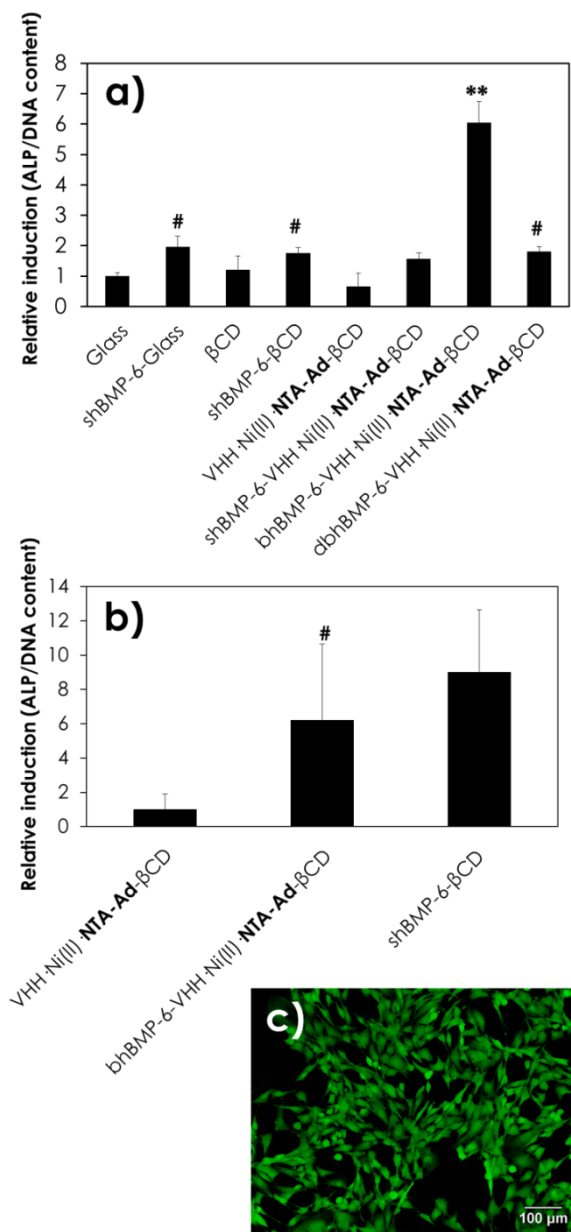 a)
Relative induction (ALP/DNA content)
8
7
6
5
4
3
2
1
0
#
#
**
#
Glass
shBMP-6-Glass
βCD
shBMP-6-βCD
VHH·Ni(II)·NTA-Ad-βCD
shBMP-6-VHH·Ni(II)·NTA-Ad-βCD
bhBMP-6-VHH·Ni(II)·NTA-Ad-βCD
dbhBMP-6-VHH·Ni(II)·NTA-Ad-βCD
b)
Relative induction (ALP/DNA content)
14
12
10
8
6
4
2
0
#
VHH·Ni(II)·NTA-Ad-βCD
bhBMP-6-VHH·Ni(II)·NTA-Ad-βCD
shBMP-6-βCD
c)
100 µm